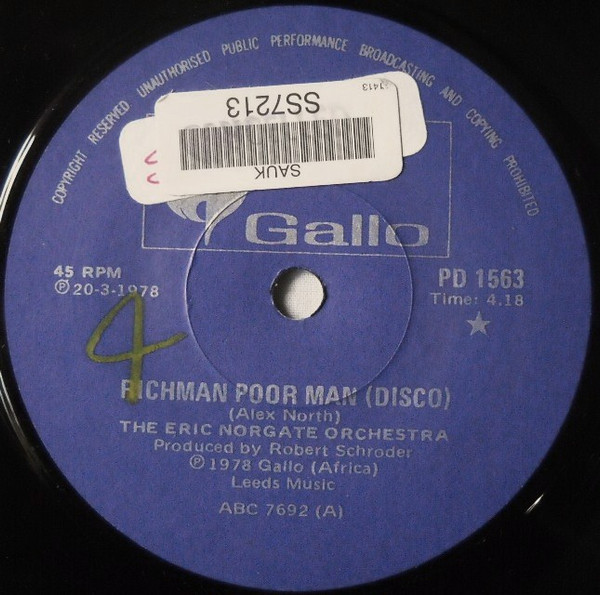 COPYRIGHT RESERVED UNAUTHORISED PUBLIC PERFORMANCE BROADCASTING AND COPYING PROHIBITED
1413
SS7213
SAUK
Gallo
45 RPM
℗ 20-3-1978
PD 1563
Time: 4.18
4
RICHMAN POOR MAN (DISCO)
(Alex North)
THE ERIC NORGATE ORCHESTRA
Produced by Robert Schroder
℗ 1978 Gallo (Africa)
Leeds Music
ABC 7692 (A)